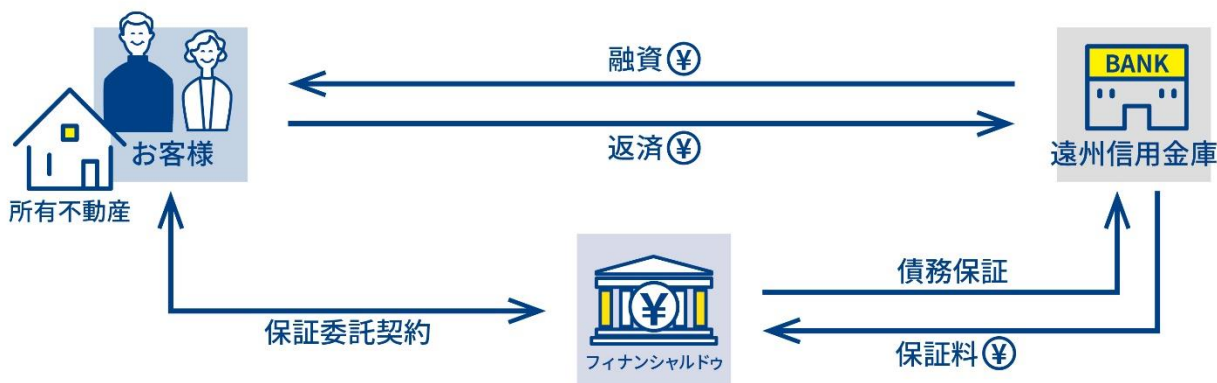 融資¥
BANK
返済¥
お客様
遠州信用金庫
所有不動産
債務保証
¥
保証委託契約
保証料¥
フィナンシャルドゥ